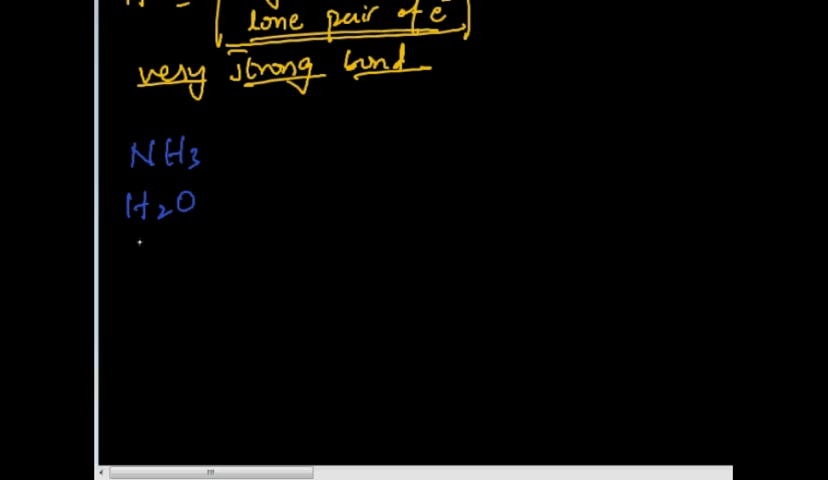 lone pair of e⁻
very strong bond
NH₃
H₂O